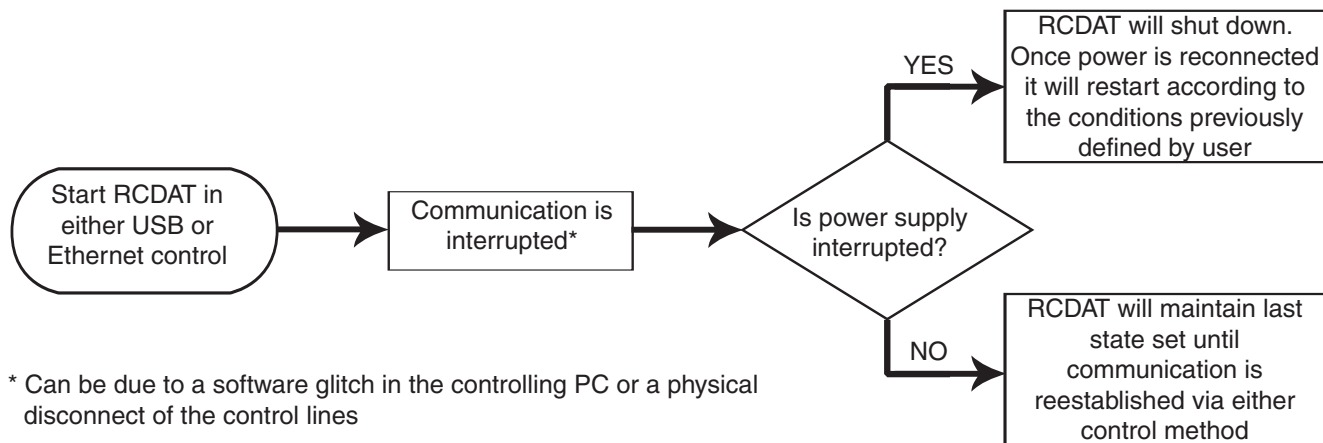 Start RCDAT in
either USB or
Ethernet control
Communication is
interrupted*
Is power supply
interrupted?
YES
RCDAT will shut down.
Once power is reconnected
it will restart according to
the conditions previously
defined by user
NO
RCDAT will maintain last
state set until
communication is
reestablished via either
control method
* Can be due to a software glitch in the controlling PC or a physical
disconnect of the control lines